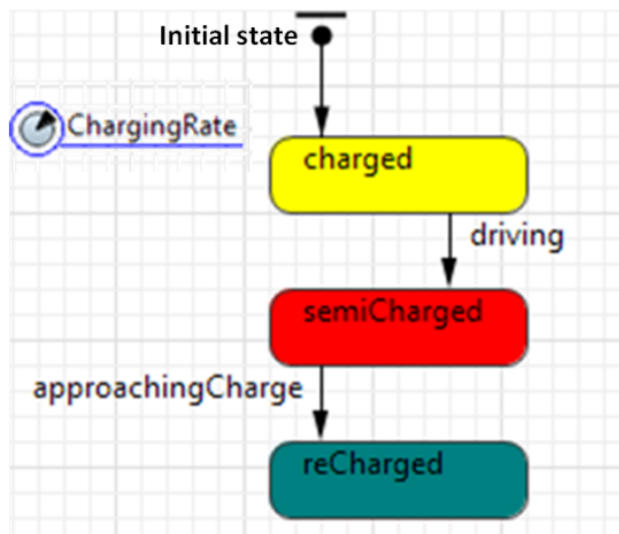 Initial state
ChargingRate
charged
driving
semiCharged
approachingCharge
reCharged